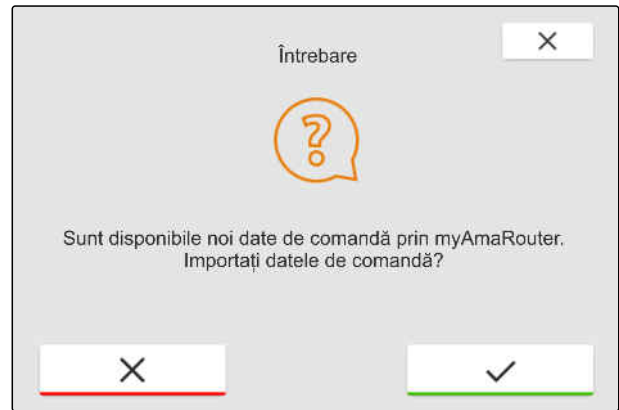 Întrebare
Sunt disponibile noi date de comandă prin myAmaRouter.
Importați datele de comandă?